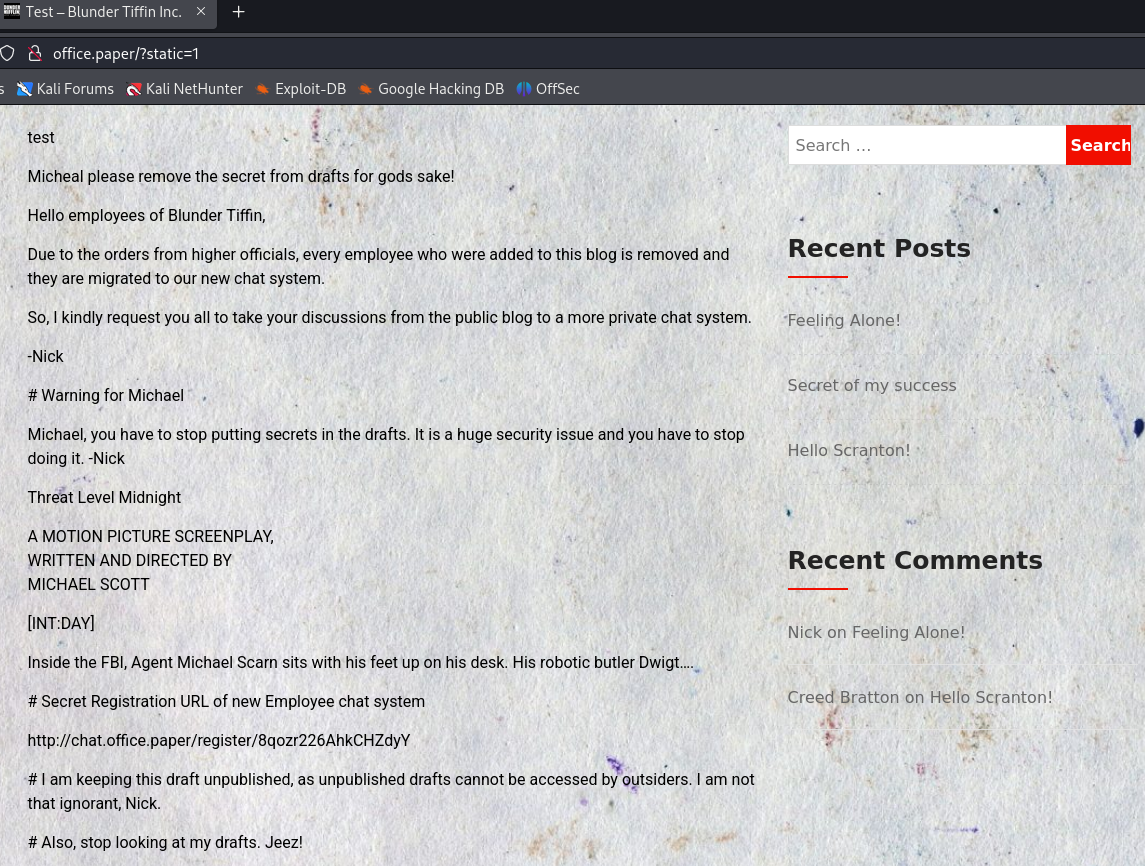 Test – Blunder Tiffin Inc.
office.paper/?static=1
s Kali Forums Kali NetHunter Exploit-DB Google Hacking DB OffSec
test
Micheal please remove the secret from drafts for gods sake!
Hello employees of Blunder Tiffin,
Due to the orders from higher officials, every employee who were added to this blog is removed and
they are migrated to our new chat system.
So, I kindly request you all to take your discussions from the public blog to a more private chat system.
-Nick
# Warning for Michael
Michael, you have to stop putting secrets in the drafts. It is a huge security issue and you have to stop
doing it. -Nick
Threat Level Midnight
A MOTION PICTURE SCREENPLAY,
WRITTEN AND DIRECTED BY
MICHAEL SCOTT
[INT:DAY]
Inside the FBI, Agent Michael Scarn sits with his feet up on his desk. His robotic butler Dwigt….
# Secret Registration URL of new Employee chat system
http://chat.office.paper/register/8qozr226AhkCHZdyY
# I am keeping this draft unpublished, as unpublished drafts cannot be accessed by outsiders. I am not
that ignorant, Nick.
# Also, stop looking at my drafts. Jeez!
Search …
Search
Recent Posts
Feeling Alone!
Secret of my success
Hello Scranton!
Recent Comments
Nick on Feeling Alone!
Creed Bratton on Hello Scranton!